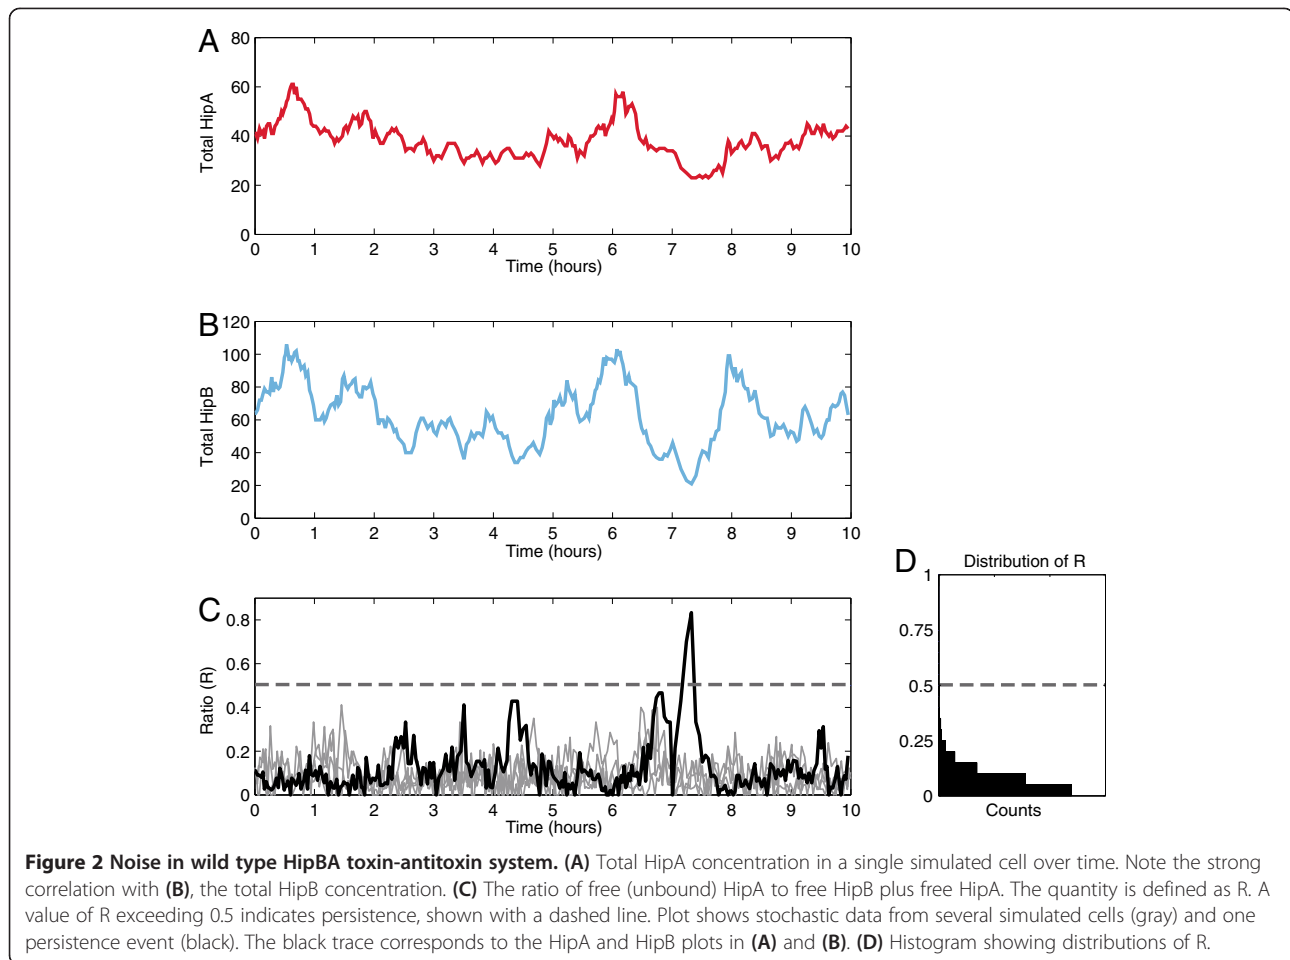 A
80
60
40
20
0
Total HipA
0 1 2 3 4 5 6 7 8 9 10
Time (hours)
B
120
100
80
60
40
20
0
Total HipB
0 1 2 3 4 5 6 7 8 9 10
Time (hours)
C
0.8
0.6
0.4
0.2
0
Ratio (R)
0 1 2 3 4 5 6 7 8 9 10
Time (hours)
D
Distribution of R
1
0.75
0.5
0.25
0
Counts
Figure 2 Noise in wild type HipBA toxin-antitoxin system. (A) Total HipA concentration in a single simulated cell over time. Note the strong
correlation with (B), the total HipB concentration. (C) The ratio of free (unbound) HipA to free HipB plus free HipA. The quantity is defined as R. A
value of R exceeding 0.5 indicates persistence, shown with a dashed line. Plot shows stochastic data from several simulated cells (gray) and one
persistence event (black). The black trace corresponds to the HipA and HipB plots in (A) and (B). (D) Histogram showing distributions of R.